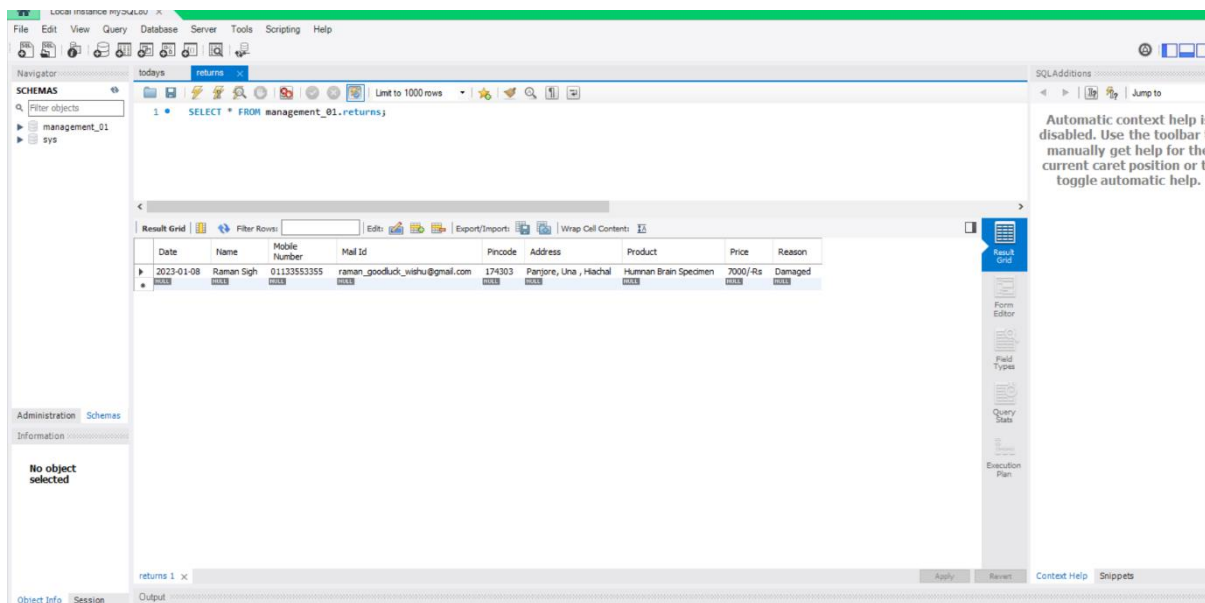 Local instance MySQL80 ×
File Edit View Query Database Server Tools Scripting Help
Navigator
SCHEMAS
Filter objects
management_01
sys
Administration Schemas
Information
No object
selected
Object Info Session
todays returns ×
Limit to 1000 rows
1 SELECT * FROM management_01.returns;
Result Grid Filter Rows: Edit: Export/Import: Wrap Cell Content:
Date Name Mobile Number Mail Id Pincode Address Product Price Reason
2023-01-08 Raman Sigh 01133553355 raman_goodluck_wishu@gmail.com 174303 Panjore, Una , Hiachal Humnan Brain Specimen 7000/-Rs Damaged
NULL NULL NULL NULL NULL NULL NULL NULL NULL
Result
Grid
Form
Editor
Field
Types
Query
Stats
Execution
Plan
returns 1 × Apply Revert
Output
SQLAdditions
Jump to
Automatic context help is
disabled. Use the toolbar
manually get help for the
current caret position or
toggle automatic help.
Context Help Snippets